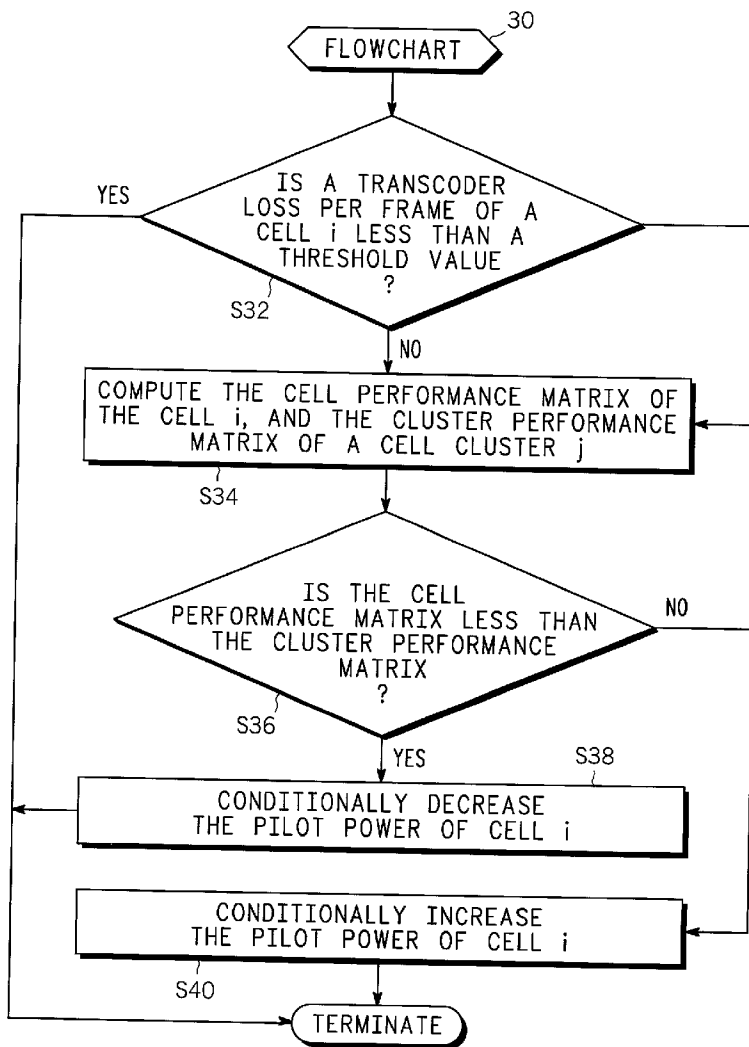 30
FLOWCHART
YES
IS A TRANSCODER
LOSS PER FRAME OF A
CELL i LESS THAN A
THRESHOLD VALUE
?
S32
NO
COMPUTE THE CELL PERFORMANCE MATRIX OF
THE CELL i, AND THE CLUSTER PERFORMANCE
MATRIX OF A CELL CLUSTER j
S34
IS THE CELL
PERFORMANCE MATRIX LESS THAN
THE CLUSTER PERFORMANCE
MATRIX
?
NO
S36
YES
S38
CONDITIONALLY DECREASE
THE PILOT POWER OF CELL i
CONDITIONALLY INCREASE
THE PILOT POWER OF CELL i
S40
TERMINATE